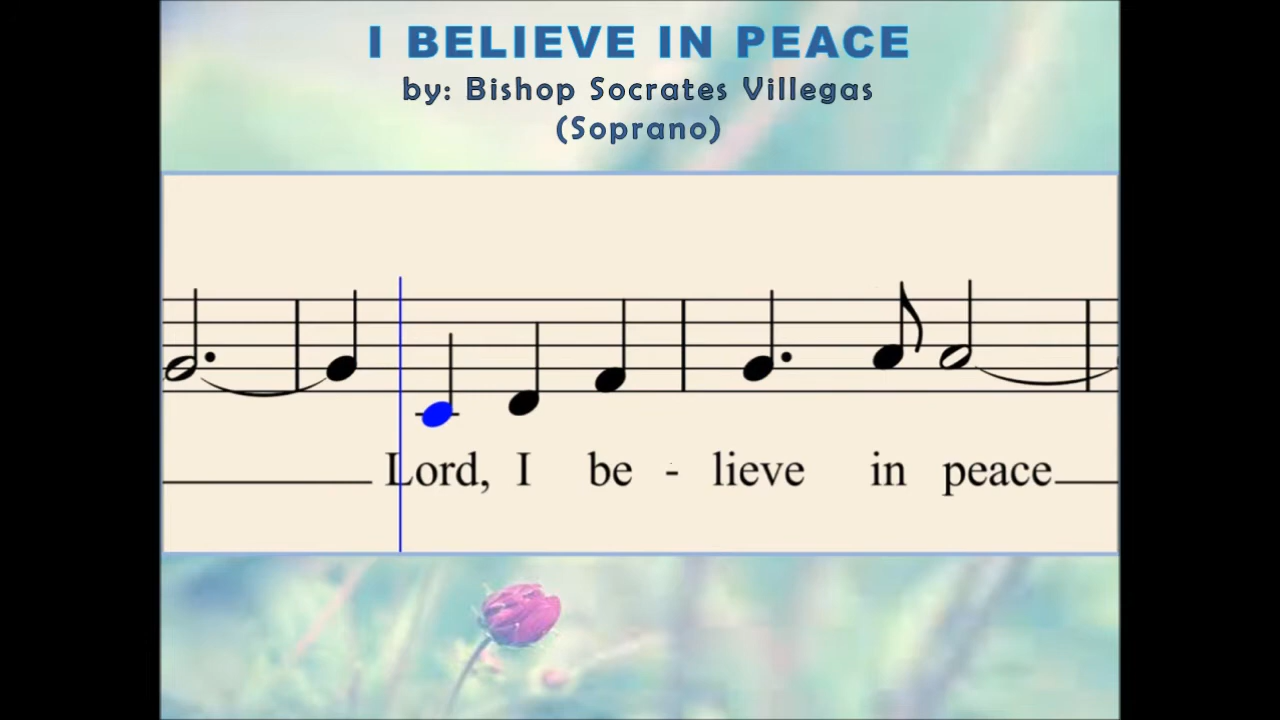 I BELIEVE IN PEACE
by: Bishop Socrates Villegas
(Soprano)
Lord, I be - lieve in peace